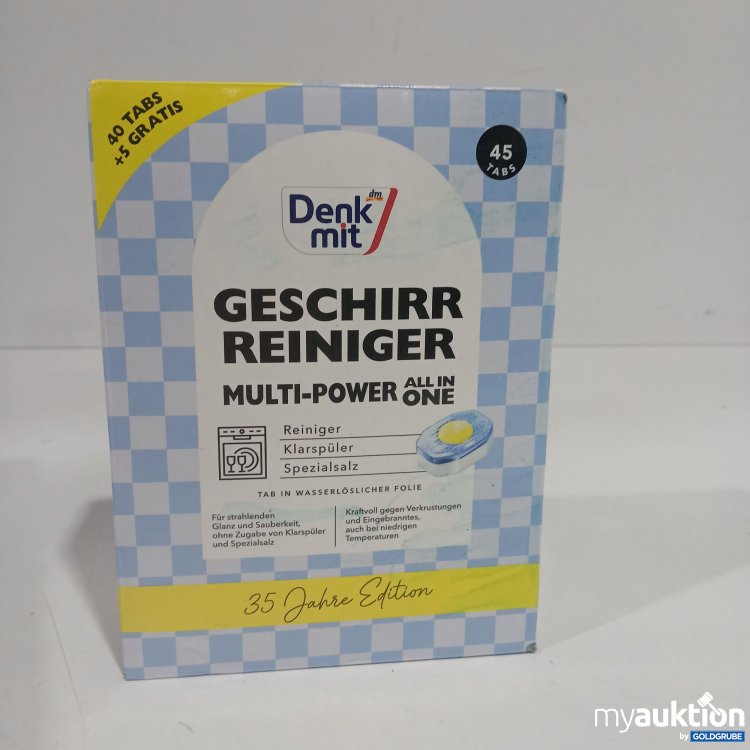 40 TABS
+5 GRATIS
45
TABS
dm
Denk
mit
GESCHIRR
REINIGER
MULTI-POWER ALL IN ONE
Reiniger
Klarspüler
Spezialsalz
TAB IN WASSERLÖSLICHER FOLIE
Für strahlenden
Glanz und Sauberkeit,
ohne Zugabe von Klarspüler
und Spezialsalz
Kraftvoll gegen Verkrustungen
und Eingebranntes,
auch bei niedrigen
Temperaturen
35 Jahre Edition
myauktion
by GOLDGRUBE